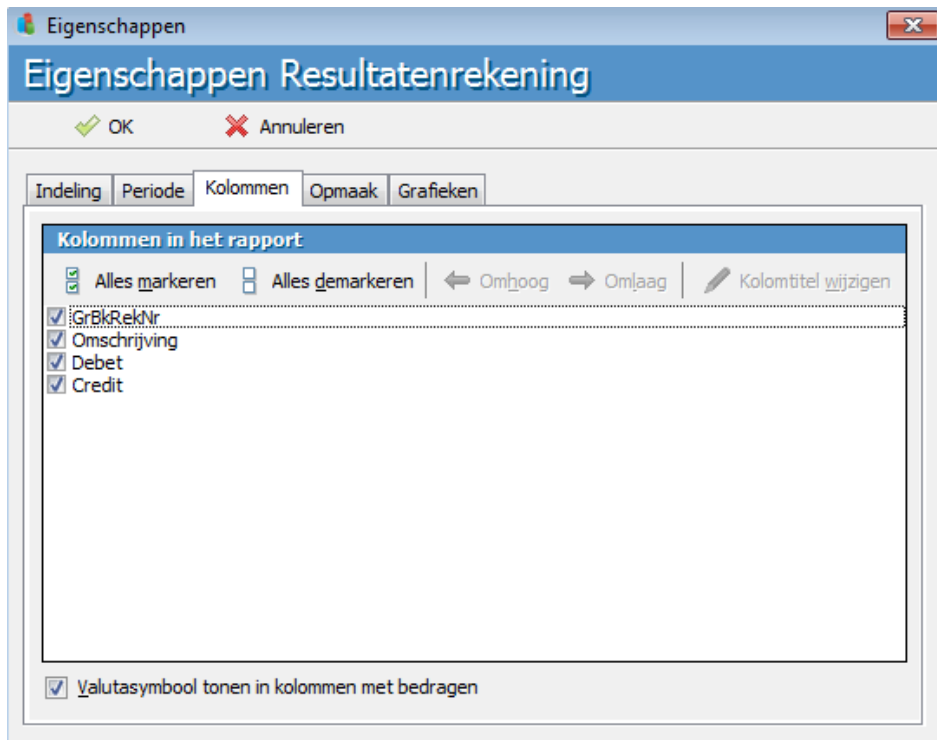 Eigenschappen
Eigenschappen Resultatenrekening
OK Annuleren
Indeling Periode Kolommen Opmaak Grafieken
Kolommen in het rapport
Alles markeren Alles demarkeren Omhoog Omlaag Kolomtitel wijzigen
GrBkRekNr
Omschrijving
Debet
Credit
Valutasymbool tonen in kolommen met bedragen